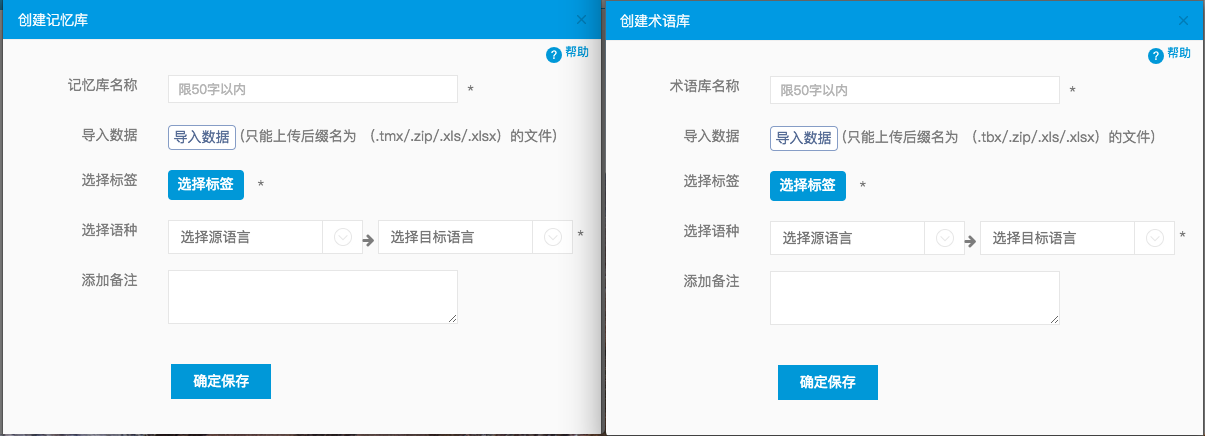 创建记忆库
×
? 帮助
记忆库名称
限50字以内
*
导入数据
导入数据 (只能上传后缀名为 (.tmx/.zip/.xls/.xlsx) 的文件)
选择标签
选择标签
*
选择语种
选择源语言
选择目标语言
*
添加备注
确定保存
创建术语库
×
? 帮助
术语库名称
限50字以内
*
导入数据
导入数据 (只能上传后缀名为 (.tbx/.zip/.xls/.xlsx) 的文件)
选择标签
选择标签
*
选择语种
选择源语言
选择目标语言
*
添加备注
确定保存